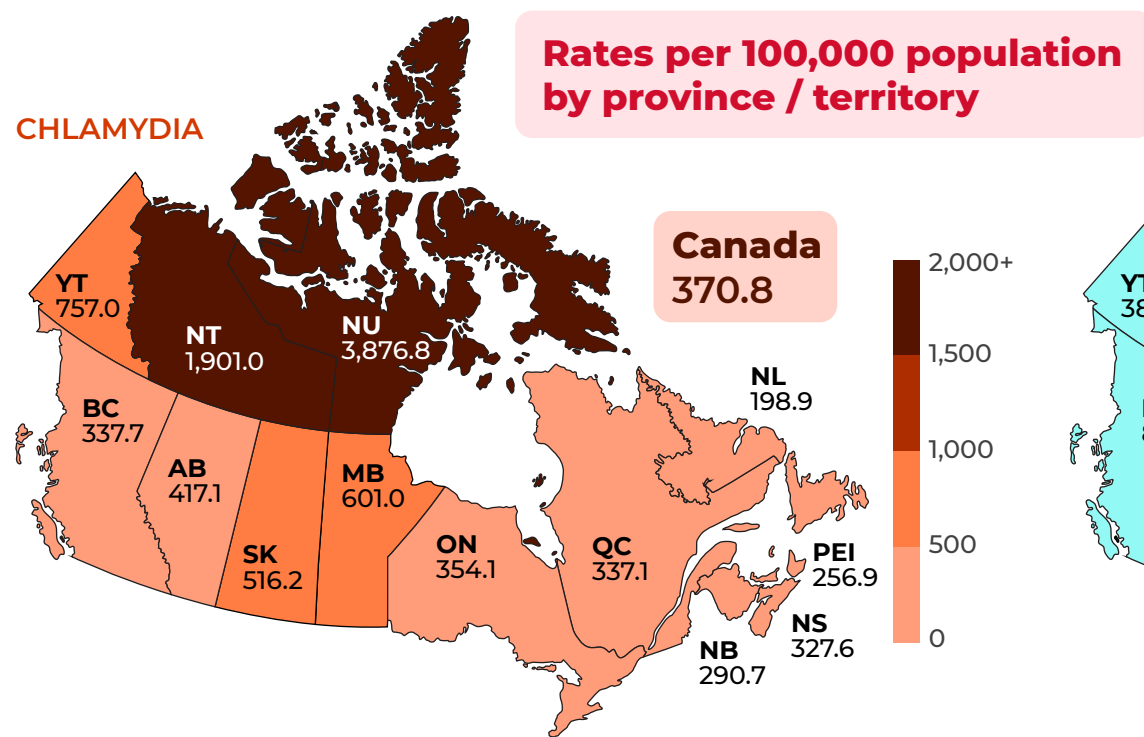 Rates per 100,000 population
by province / territory
CHLAMYDIA
Canada
370.8
YT
757.0
NT
1,901.0
NU
3,876.8
BC
337.7
AB
417.1
SK
516.2
MB
601.0
ON
354.1
QC
337.1
NL
198.9
PEI
256.9
NS
327.6
NB
290.7
2,000+
1,500
1,000
500
0
YT
38